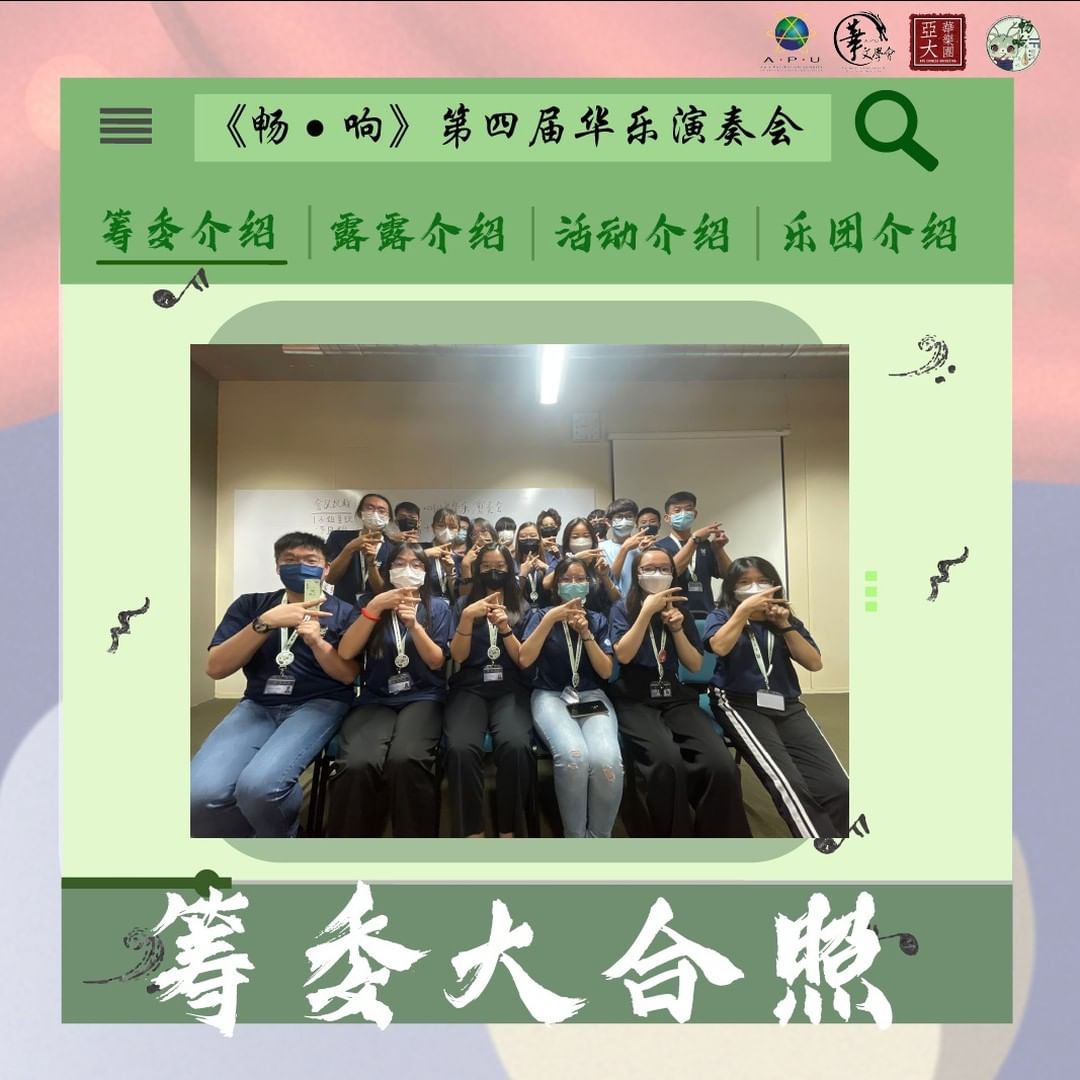 A·P·U
華
文學會
亞大
華樂團
畅
《畅•响》第四届华乐演奏会
筹委介绍
露露介绍
活动介绍
乐团介绍
筹委大合照